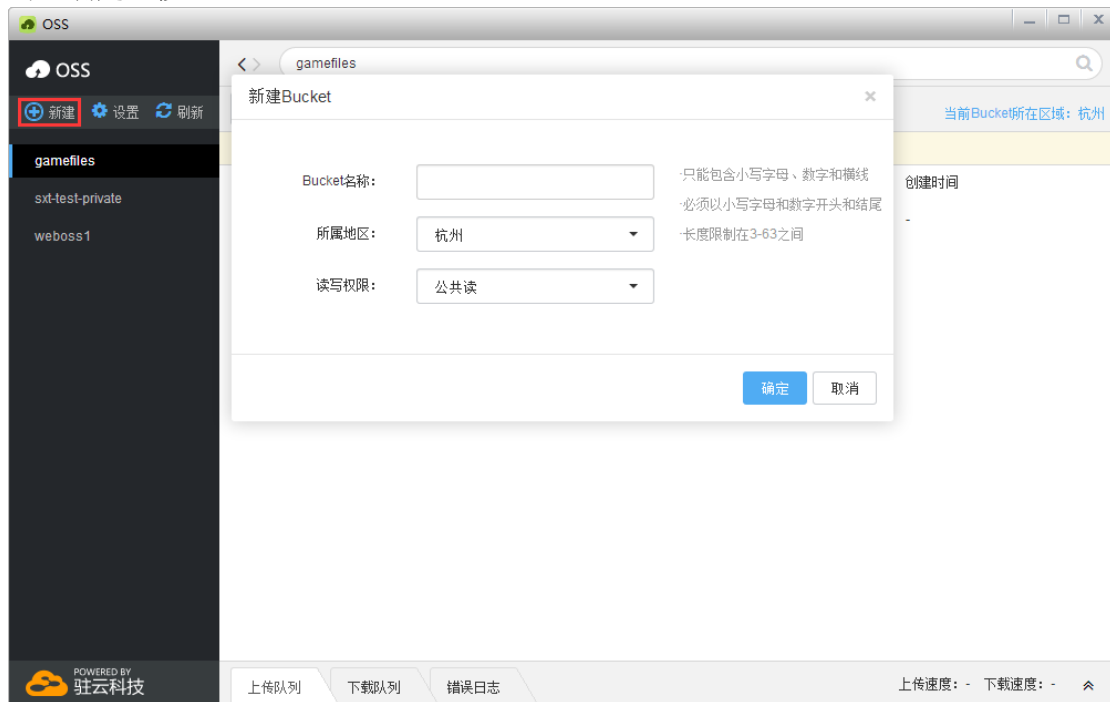 OSS
OSS
gamefiles
新建 设置 刷新
新建Bucket
当前Bucket所在区域：杭州
gamefiles
sxt-test-private
weboss1
Bucket名称：
·只能包含小写字母、数字和横线
创建时间
·必须以小写字母和数字开头和结尾
-
所属地区： 杭州
·长度限制在3-63之间
读写权限： 公共读
确定 取消
POWERED BY
驻云科技
上传队列 下载队列 错误日志
上传速度：- 下载速度：-